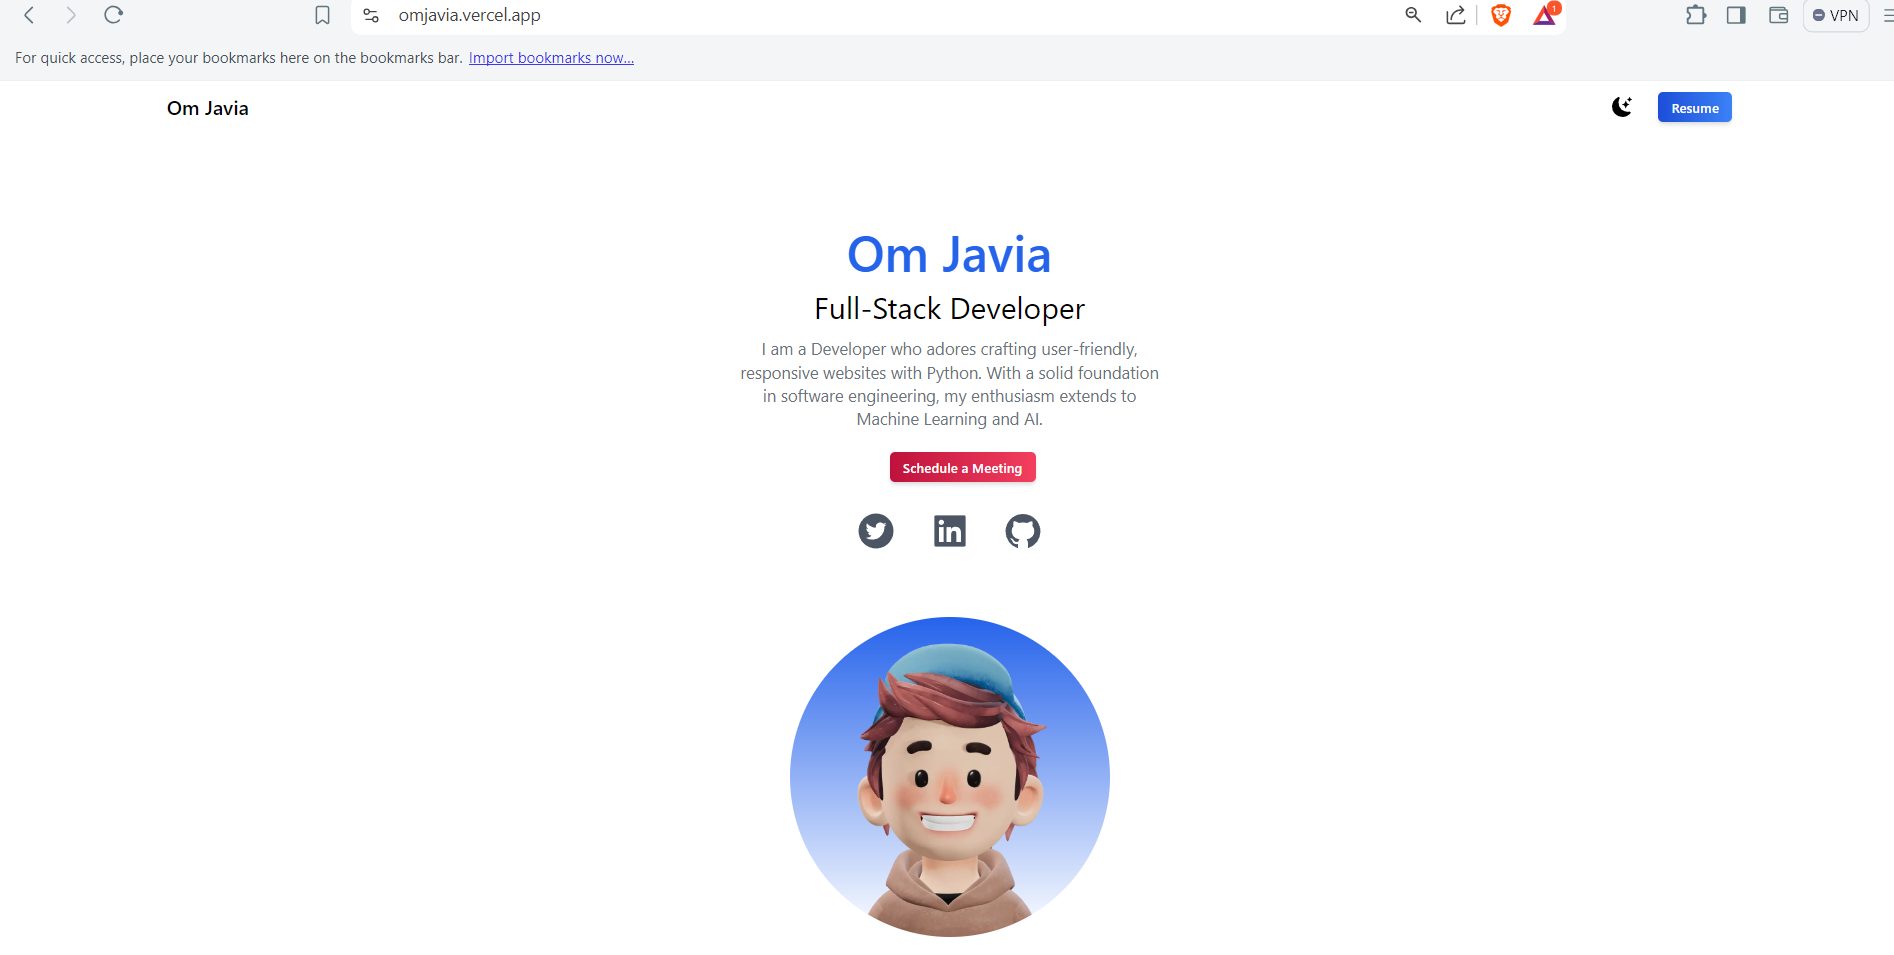 omjavia.vercel.app
1
VPN
For quick access, place your bookmarks here on the bookmarks bar. Import bookmarks now...
Om Javia
Resume
Om Javia
Full-Stack Developer
I am a Developer who adores crafting user-friendly,
responsive websites with Python. With a solid foundation
in software engineering, my enthusiasm extends to
Machine Learning and AI.
Schedule a Meeting
in